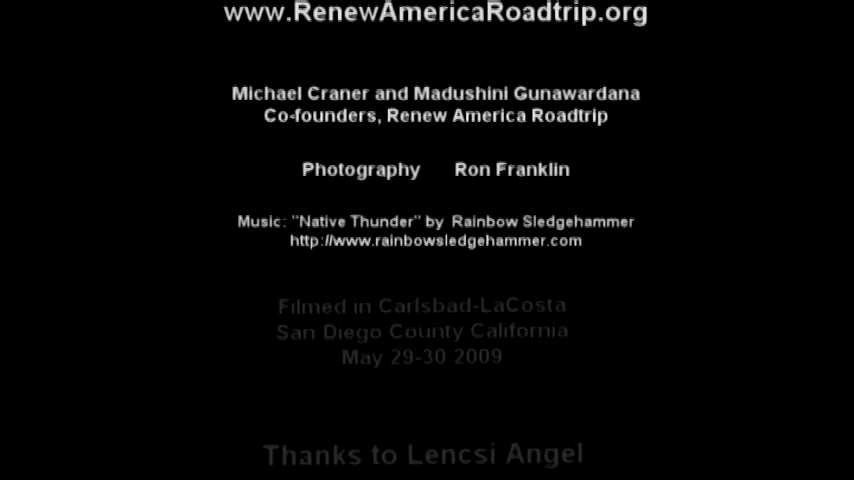 www.RenewAmericaRoadtrip.org
Michael Craner and Madushini Gunawardana
Co-founders, Renew America Roadtrip
Photography Ron Franklin
Music: "Native Thunder" by Rainbow Sledgehammer
http://www.rainbowsledgehammer.com
Filmed in Carlsbad-LaCosta
San Diego County California
May 29-30 2009
Thanks to Lencsi Angel